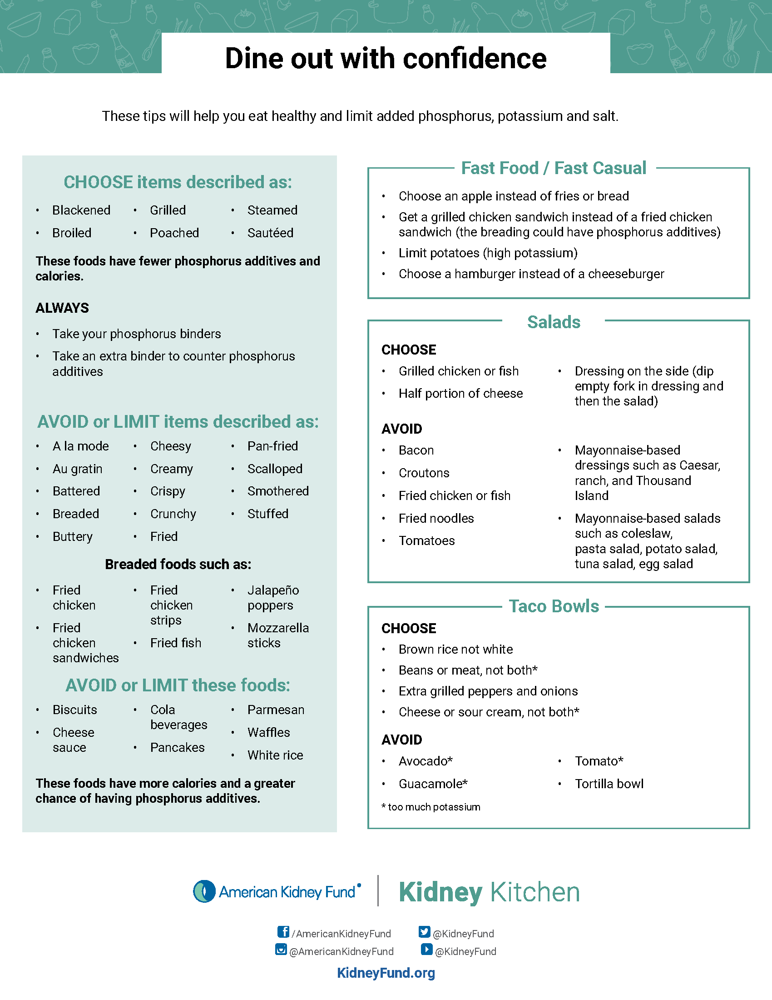 Dine out with confidence
These tips will help you eat healthy and limit added phosphorus, potassium and salt.
CHOOSE items described as:
• Blackened • Grilled • Steamed
• Broiled • Poached • Sautéed
These foods have fewer phosphorus additives and
calories.
ALWAYS
• Take your phosphorus binders
• Take an extra binder to counter phosphorus
additives
AVOID or LIMIT items described as:
• A la mode • Cheesy • Pan-fried
• Au gratin • Creamy • Scalloped
• Battered • Crispy • Smothered
• Breaded • Crunchy • Stuffed
• Buttery • Fried
Breaded foods such as:
• Fried
chicken
• Fried
chicken
sandwiches
• Fried
chicken
strips
• Fried fish
• Jalapeño
poppers
• Mozzarella
sticks
AVOID or LIMIT these foods:
• Biscuits
• Cheese
sauce
• Cola
beverages
• Pancakes
• Parmesan
• Waffles
• White rice
These foods have more calories and a greater
chance of having phosphorus additives.
Fast Food / Fast Casual
• Choose an apple instead of fries or bread
• Get a grilled chicken sandwich instead of a fried chicken
sandwich (the breading could have phosphorus additives)
• Limit potatoes (high potassium)
• Choose a hamburger instead of a cheeseburger
Salads
CHOOSE
• Grilled chicken or fish
• Half portion of cheese
• Dressing on the side (dip
empty fork in dressing and
then the salad)
AVOID
• Bacon
• Croutons
• Fried chicken or fish
• Fried noodles
• Tomatoes
• Mayonnaise-based
dressings such as Caesar,
ranch, and Thousand
Island
• Mayonnaise-based salads
such as coleslaw,
pasta salad, potato salad,
tuna salad, egg salad
Taco Bowls
CHOOSE
• Brown rice not white
• Beans or meat, not both*
• Extra grilled peppers and onions
• Cheese or sour cream, not both*
AVOID
• Avocado*
• Guacamole*
• Tomato*
• Tortilla bowl
* too much potassium
American Kidney Fund
Kidney Kitchen
/AmericanKidneyFund @KidneyFund
@AmericanKidneyFund @KidneyFund
KidneyFund.org